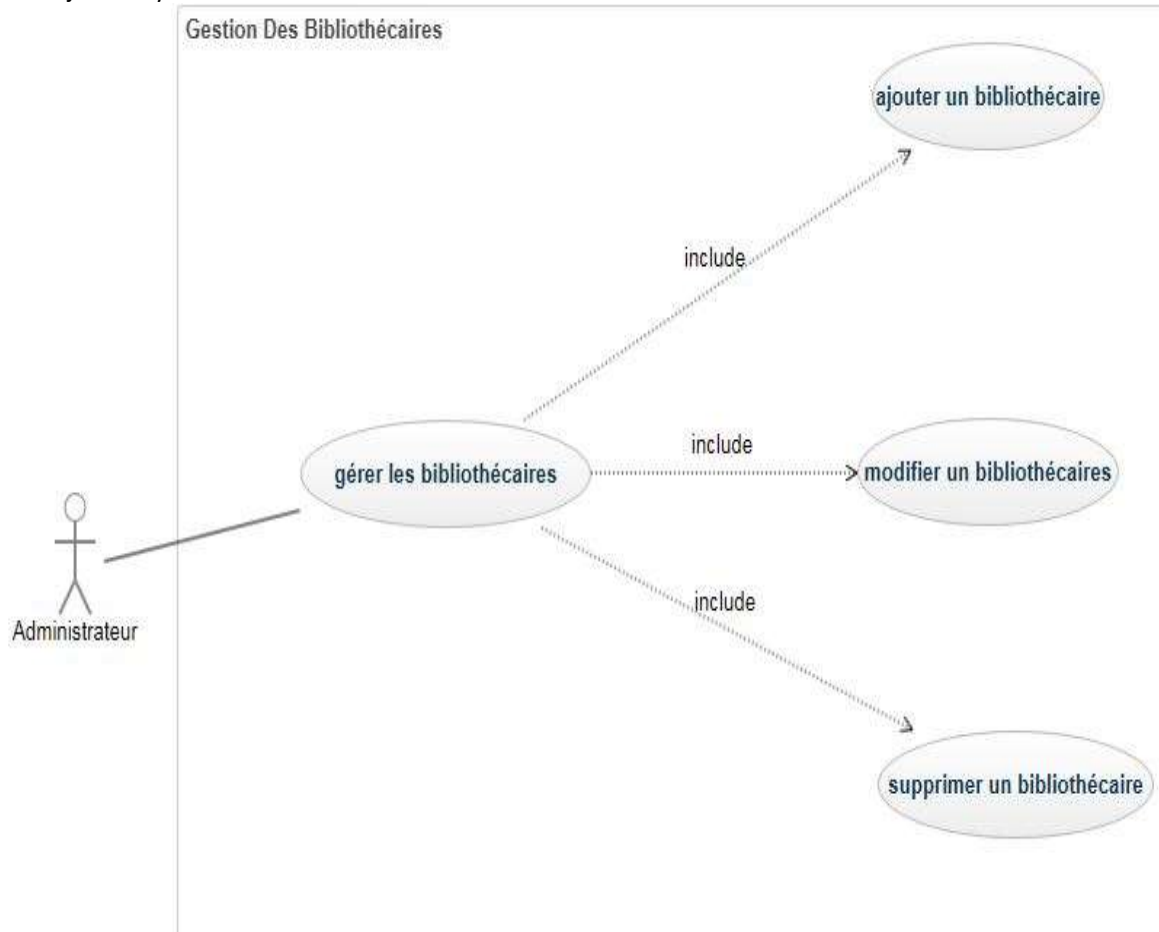 Gestion Des Bibliothécaires
ajouter un bibliothécaire
include
gérer les bibliothécaires
include
modifier un bibliothécaires
include
Administrateur
supprimer un bibliothécaire